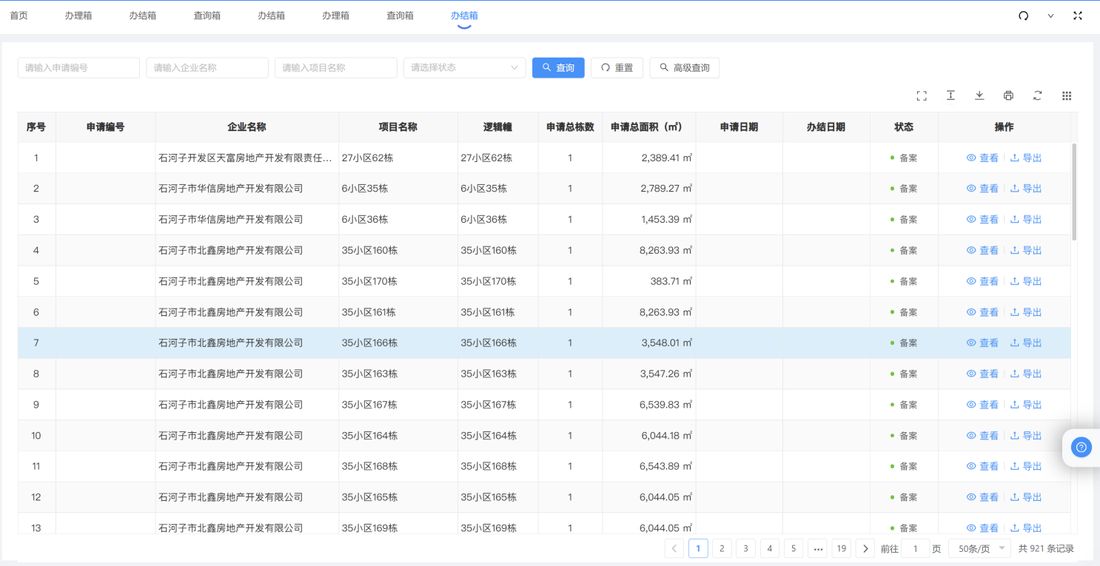 首页 办理箱 办结箱 查询箱 办结箱 办理箱 查询箱 办结箱
请输入申请编号 请输入企业名称 请输入项目名称 请选择状态 查询 重置 高级查询
序号 申请编号 企业名称 项目名称 逻辑幢 申请总栋数 申请总面积（㎡） 申请日期 办结日期 状态 操作
1 石河子开发区天富房地产开发有限责任... 27小区62栋 27小区62栋 1 2,389.41 ㎡ 备案 查看 导出
2 石河子市华信房地产开发有限公司 6小区35栋 6小区35栋 1 2,789.27 ㎡ 备案 查看 导出
3 石河子市华信房地产开发有限公司 6小区36栋 6小区36栋 1 1,453.39 ㎡ 备案 查看 导出
4 石河子市北鑫房地产开发有限公司 35小区160栋 35小区160栋 1 8,263.93 ㎡ 备案 查看 导出
5 石河子市北鑫房地产开发有限公司 35小区170栋 35小区170栋 1 383.71 ㎡ 备案 查看 导出
6 石河子市北鑫房地产开发有限公司 35小区161栋 35小区161栋 1 8,263.93 ㎡ 备案 查看 导出
7 石河子市北鑫房地产开发有限公司 35小区166栋 35小区166栋 1 3,548.01 ㎡ 备案 查看 导出
8 石河子市北鑫房地产开发有限公司 35小区163栋 35小区163栋 1 3,547.26 ㎡ 备案 查看 导出
9 石河子市北鑫房地产开发有限公司 35小区167栋 35小区167栋 1 6,539.83 ㎡ 备案 查看 导出
10 石河子市北鑫房地产开发有限公司 35小区164栋 35小区164栋 1 6,044.18 ㎡ 备案 查看 导出
11 石河子市北鑫房地产开发有限公司 35小区168栋 35小区168栋 1 6,543.89 ㎡ 备案 查看 导出
12 石河子市北鑫房地产开发有限公司 35小区165栋 35小区165栋 1 6,044.05 ㎡ 备案 查看 导出
13 石河子市北鑫房地产开发有限公司 35小区169栋 35小区169栋 1 6,044.05 ㎡ 备案 查看 导出
1 2 3 4 5 ••• 19 前往 1 页 50条/页 共 921 条记录